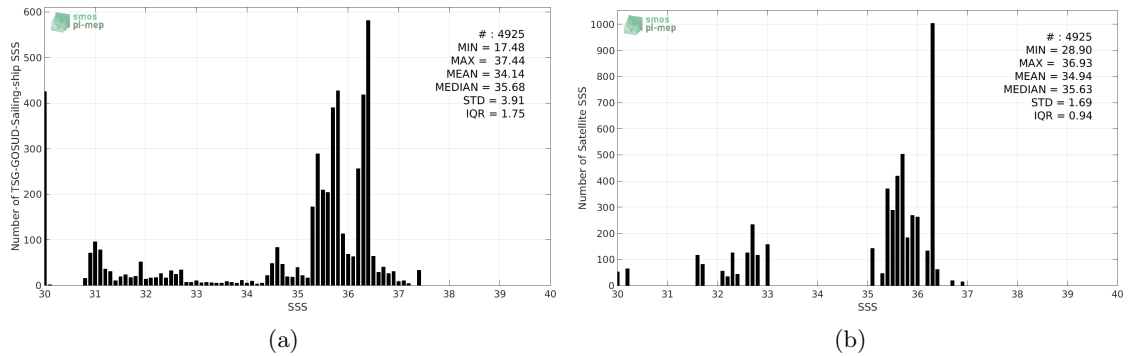 smos
pi-mep
# : 4925
MIN = 17.48
MAX = 37.44
MEAN = 34.14
MEDIAN = 35.68
STD = 3.91
IQR = 1.75
Number of TSG-GOSUD-Sailing-ship SSS
600
500
400
300
200
100
0
30 31 32 33 34 35 36 37 38 39 40
SSS
(a)
smos
pi-mep
# : 4925
MIN = 28.90
MAX = 36.93
MEAN = 34.94
MEDIAN = 35.63
STD = 1.69
IQR = 0.94
Number of Satellite SSS
1000
900
800
700
600
500
400
300
200
100
0
30 31 32 33 34 35 36 37 38 39 40
SSS
(b)